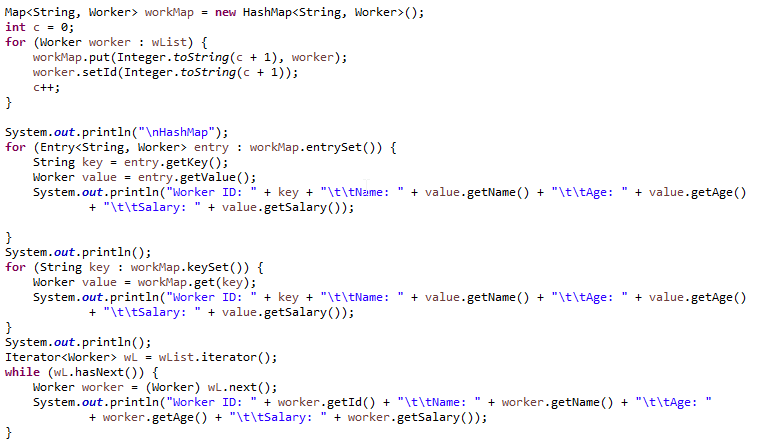 Map<String, Worker> workMap = new HashMap<String, Worker>();
int c = 0;
for (Worker worker : wList) {
    workMap.put(Integer.toString(c + 1), worker);
    worker.setId(Integer.toString(c + 1));
    c++;
}

System.out.println("\nHashMap");
for (Entry<String, Worker> entry : workMap.entrySet()) {
    String key = entry.getKey();
    Worker value = entry.getValue();
    System.out.println("Worker ID: " + key + "\t\tName: " + value.getName() + "\t\tAge: " + value.getAge()
            + "\t\tSalary: " + value.getSalary());

}
System.out.println();
for (String key : workMap.keySet()) {
    Worker value = workMap.get(key);
    System.out.println("Worker ID: " + key + "\t\tName: " + value.getName() + "\t\tAge: " + value.getAge()
            + "\t\tSalary: " + value.getSalary());
}
System.out.println();
Iterator<Worker> wL = wList.iterator();
while (wL.hasNext()) {
    Worker worker = (Worker) wL.next();
    System.out.println("Worker ID: " + worker.getId() + "\t\tName: " + worker.getName() + "\t\tAge: "
            + worker.getAge() + "\t\tSalary: " + worker.getSalary());
}